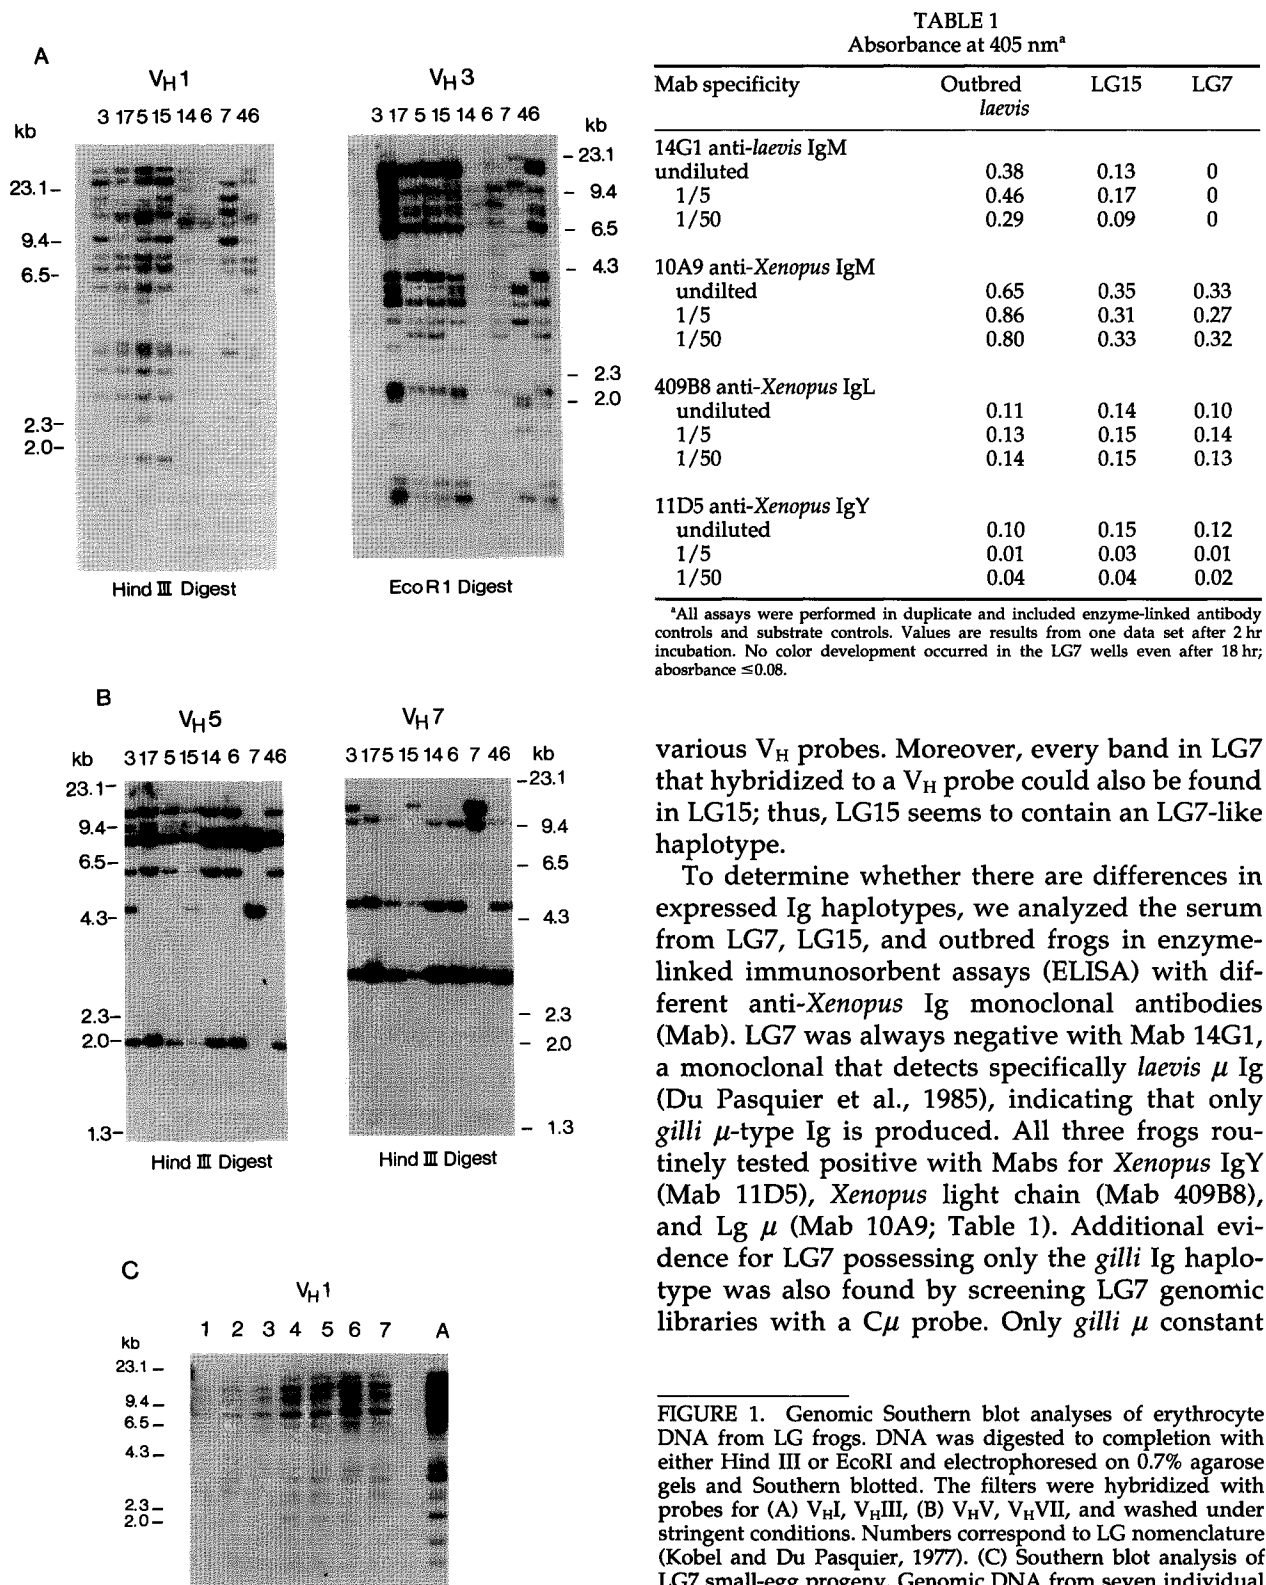 A
V_H1
3 17 5 15 14 6 7 46
kb
23.1–
9.4–
6.5–
2.3–
2.0–
Hind III Digest
V_H3
3 17 5 15 14 6 7 46
kb
– 23.1
– 9.4
– 6.5
– 4.3
– 2.3
– 2.0
EcoR1 Digest
B
V_H5
kb 3 17 5 15 14 6 7 46
23.1–
9.4–
6.5–
4.3–
2.3–
2.0–
1.3–
Hind III Digest
V_H7
3 17 5 15 14 6 7 46 kb
–23.1
– 9.4
– 6.5
– 4.3
– 2.3
– 2.0
– 1.3
Hind III Digest
C
V_H1
1 2 3 4 5 6 7 A
kb
23.1 –
9.4 –
6.5 –
4.3 –
2.3 –
2.0 –
TABLE 1
Absorbance at 405 nm^a
Mab specificity Outbred LG15 LG7
laevis
14G1 anti-laevis IgM
undiluted 0.38 0.13 0
1/5 0.46 0.17 0
1/50 0.29 0.09 0
10A9 anti-Xenopus IgM
undilted 0.65 0.35 0.33
1/5 0.86 0.31 0.27
1/50 0.80 0.33 0.32
409B8 anti-Xenopus IgL
undiluted 0.11 0.14 0.10
1/5 0.13 0.15 0.14
1/50 0.14 0.15 0.13
11D5 anti-Xenopus IgY
undiluted 0.10 0.15 0.12
1/5 0.01 0.03 0.01
1/50 0.04 0.04 0.02
^aAll assays were performed in duplicate and included enzyme-linked antibody
controls and substrate controls. Values are results from one data set after 2 hr
incubation. No color development occurred in the LG7 wells even after 18 hr;
abosrbance ≤0.08.
various V_H probes. Moreover, every band in LG7
that hybridized to a V_H probe could also be found
in LG15; thus, LG15 seems to contain an LG7-like
haplotype.
To determine whether there are differences in
expressed Ig haplotypes, we analyzed the serum
from LG7, LG15, and outbred frogs in enzyme-
linked immunosorbent assays (ELISA) with dif-
ferent anti-Xenopus Ig monoclonal antibodies
(Mab). LG7 was always negative with Mab 14G1,
a monoclonal that detects specifically laevis μ Ig
(Du Pasquier et al., 1985), indicating that only
gilli μ-type Ig is produced. All three frogs rou-
tinely tested positive with Mabs for Xenopus IgY
(Mab 11D5), Xenopus light chain (Mab 409B8),
and Lg μ (Mab 10A9; Table 1). Additional evi-
dence for LG7 possessing only the gilli Ig haplo-
type was also found by screening LG7 genomic
libraries with a Cμ probe. Only gilli μ constant
FIGURE 1. Genomic Southern blot analyses of erythrocyte
DNA from LG frogs. DNA was digested to completion with
either Hind III or EcoRI and electrophoresed on 0.7% agarose
gels and Southern blotted. The filters were hybridized with
probes for (A) V_HI, V_HIII, (B) V_HV, V_HVII, and washed under
stringent conditions. Numbers correspond to LG nomenclature
(Kobel and Du Pasquier, 1977). (C) Southern blot analysis of
LG7 small-egg progeny. Genomic DNA from seven individual